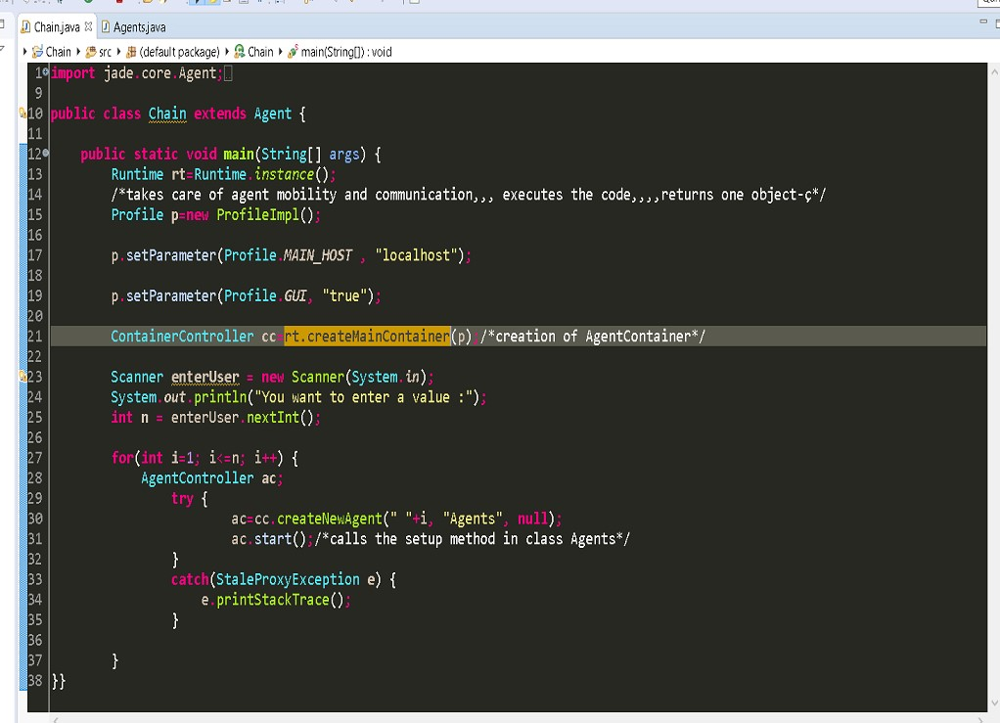 Chain.java Agents.java
Chain src (default package) Chain main(String[]) : void
1 import jade.core.Agent;
9
10 public class Chain extends Agent {
11
12 public static void main(String[] args) {
13 Runtime rt=Runtime.instance();
14 /*takes care of agent mobility and communication,,, executes the code,,,,returns one object-ç*/
15 Profile p=new ProfileImpl();
16
17 p.setParameter(Profile.MAIN_HOST , "localhost");
18
19 p.setParameter(Profile.GUI, "true");
20
21 ContainerController cc=rt.createMainContainer(p);/*creation of AgentContainer*/
22
23 Scanner enterUser = new Scanner(System.in);
24 System.out.println("You want to enter a value :");
25 int n = enterUser.nextInt();
26
27 for(int i=1; i<=n; i++) {
28 AgentController ac;
29 try {
30 ac=cc.createNewAgent(" "+i, "Agents", null);
31 ac.start();/*calls the setup method in class Agents*/
32 }
33 catch(StaleProxyException e) {
34 e.printStackTrace();
35 }
36
37 }
38 }}